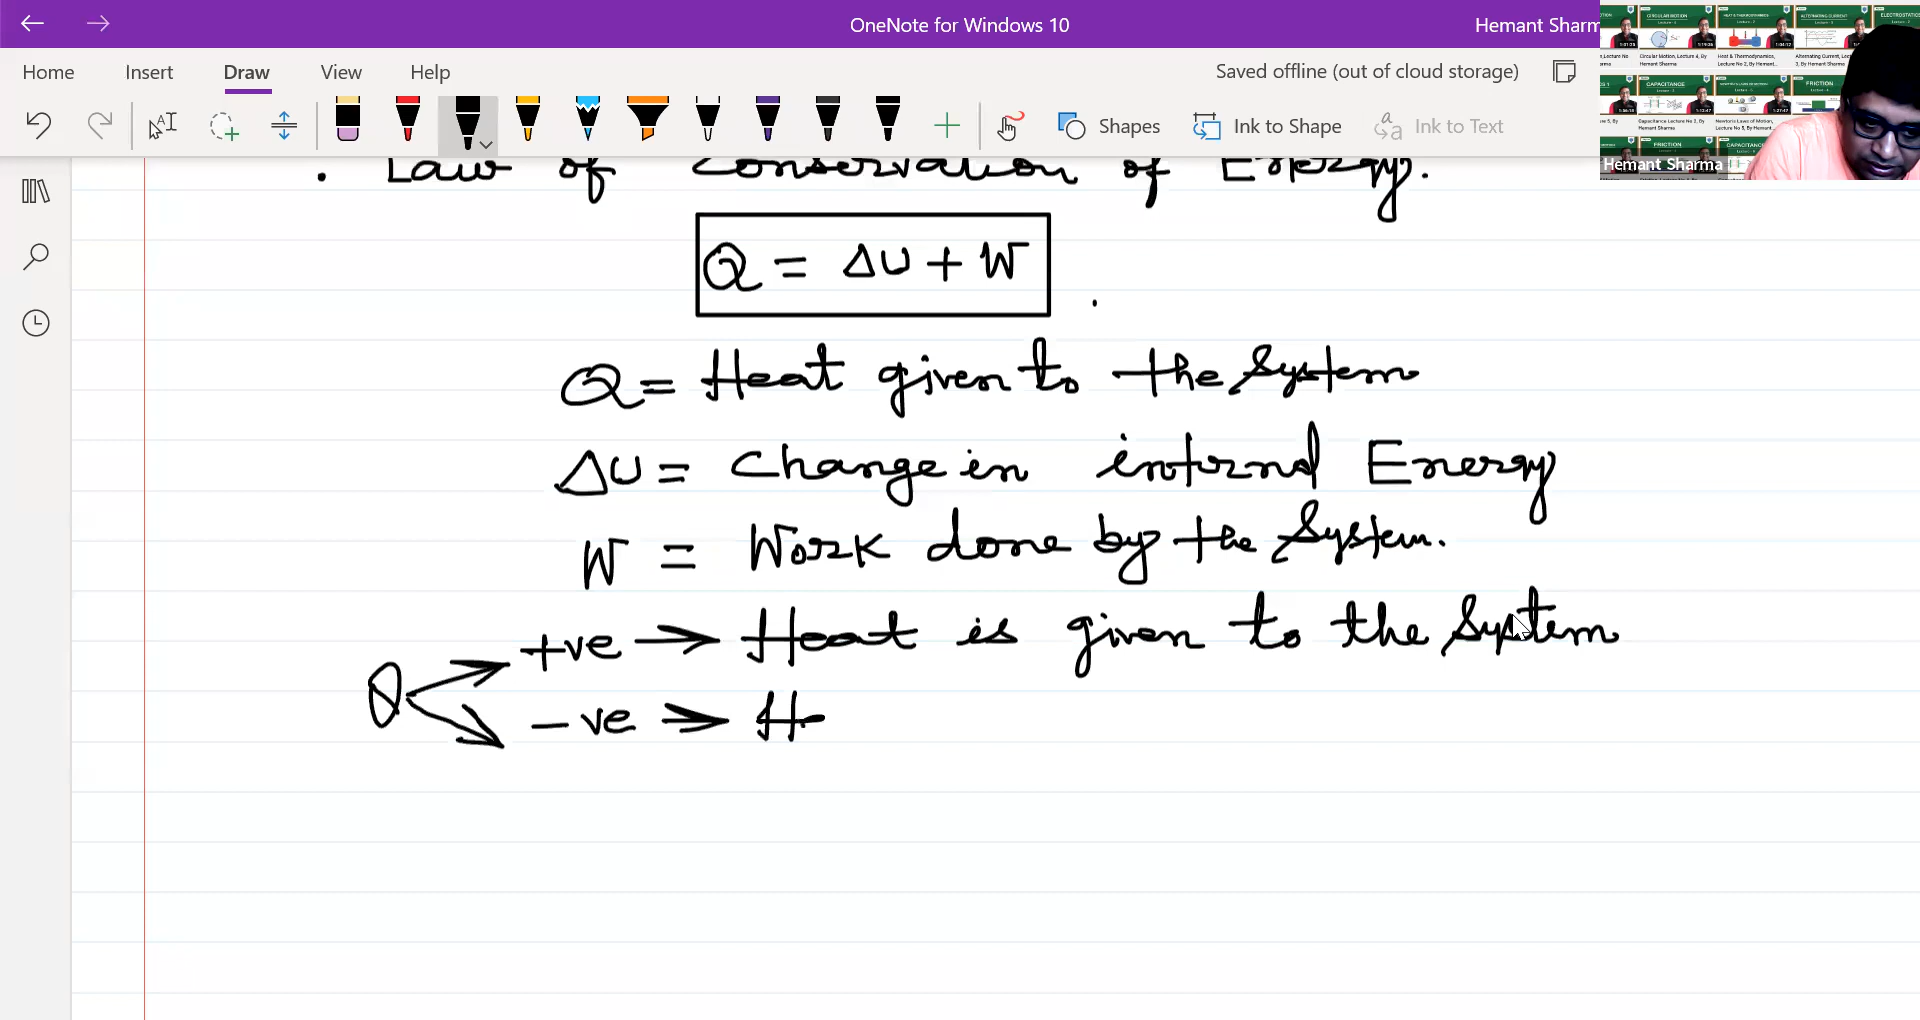 OneNote for Windows 10
Hemant Sharm
Home Insert Draw View Help
Saved offline (out of cloud storage)
Shapes Ink to Shape Ink to Text
Hemant Sharma
. Law of Conservation of Energy.
Q = ΔU + W
Q = Heat given to the System
ΔU = Change in internal Energy
W = Work done by the System.
Q
+ve → Heat is given to the System
-ve → H